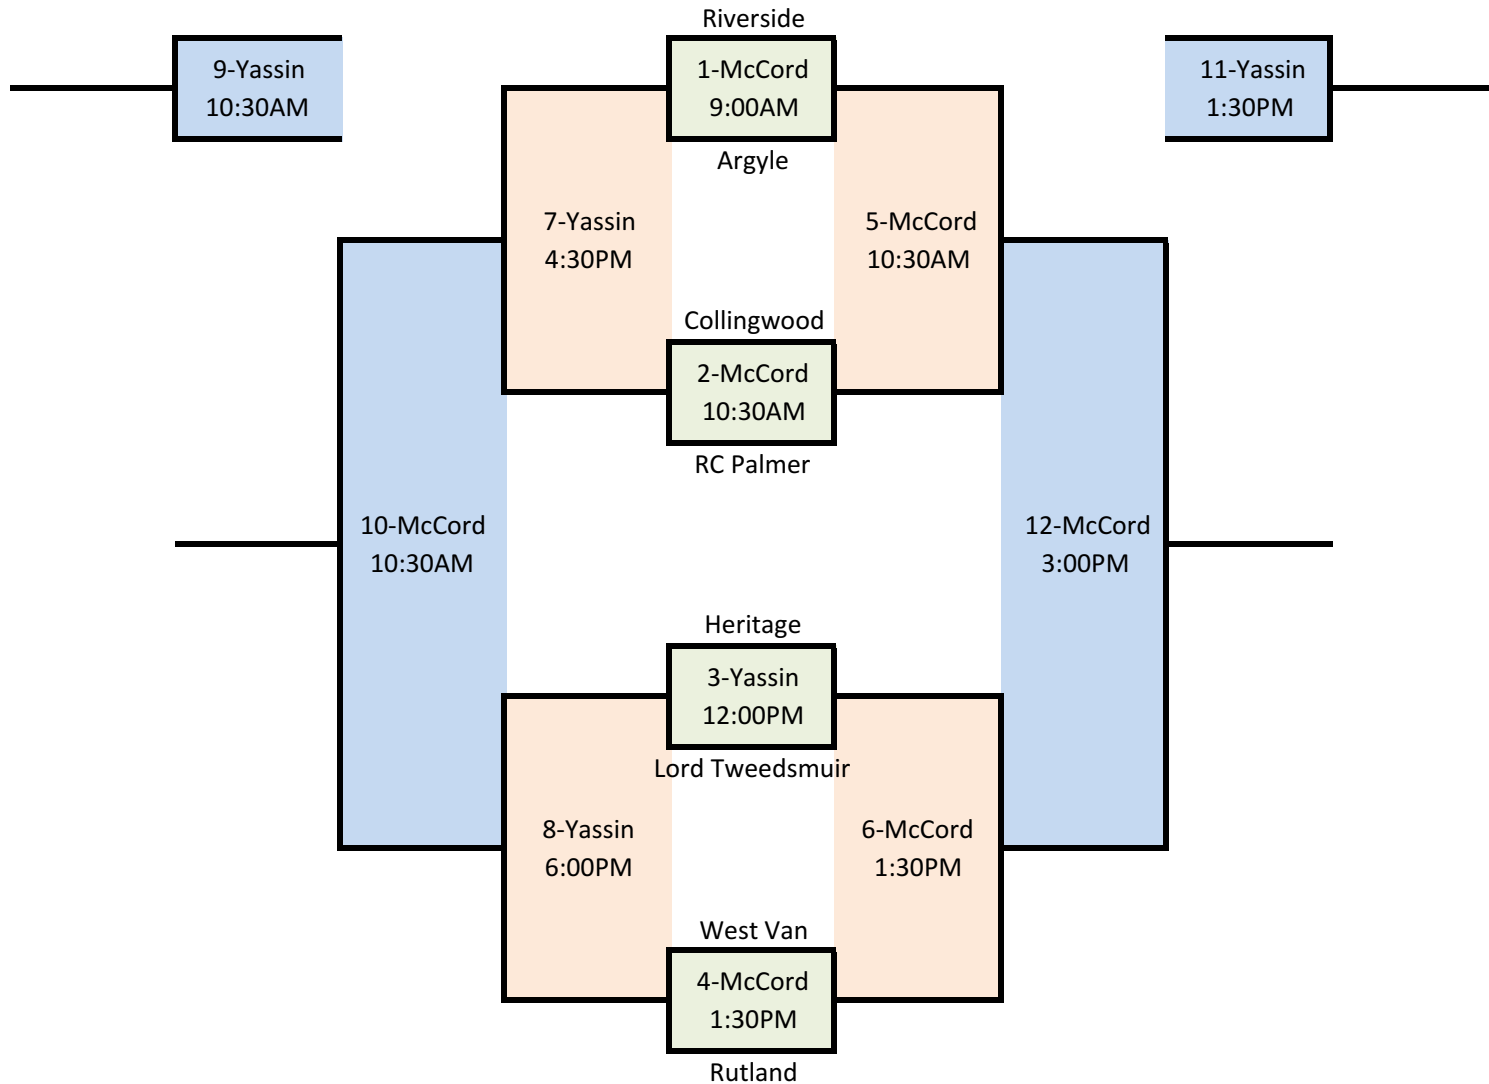 Riverside
9-Yassin
10:30AM
1-McCord
9:00AM
11-Yassin
1:30PM
Argyle
7-Yassin
4:30PM
5-McCord
10:30AM
Collingwood
2-McCord
10:30AM
RC Palmer
10-McCord
10:30AM
12-McCord
3:00PM
Heritage
3-Yassin
12:00PM
Lord Tweedsmuir
8-Yassin
6:00PM
6-McCord
1:30PM
West Van
4-McCord
1:30PM
Rutland